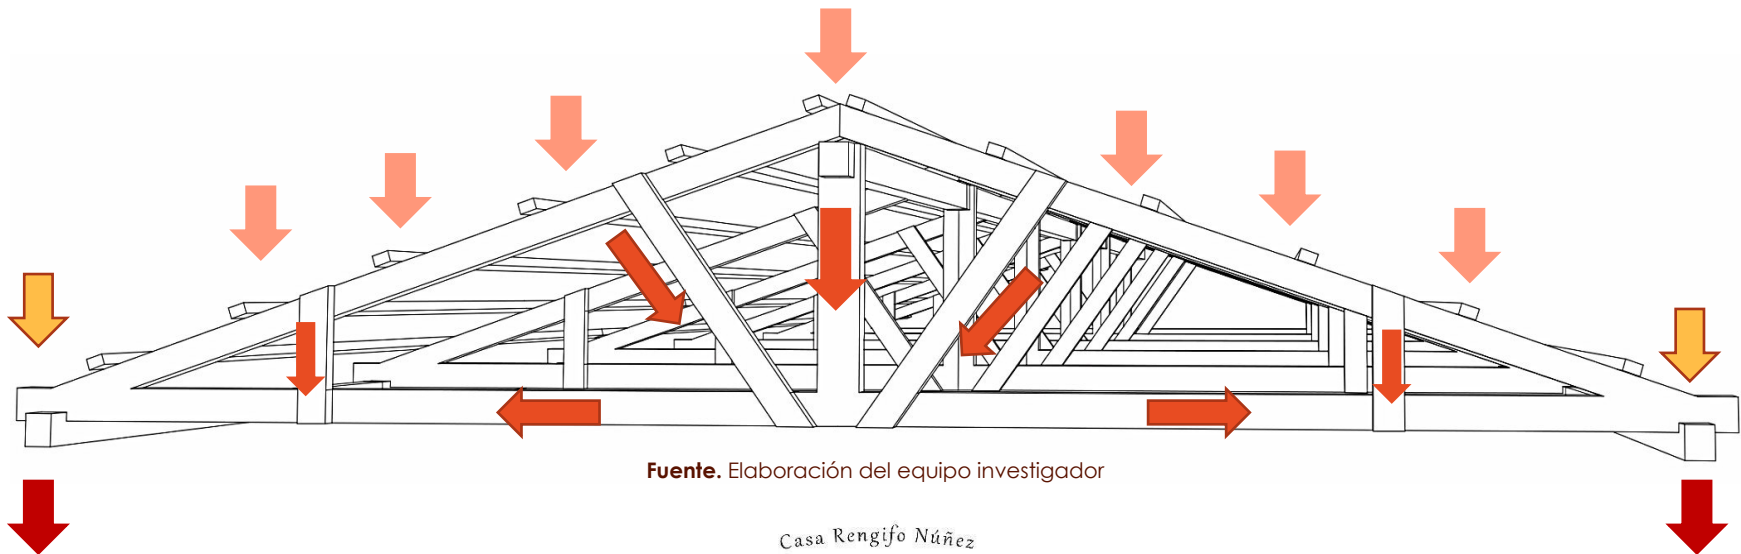 Fuente. Elaboración del equipo investigador
Casa Rengifo Núñez